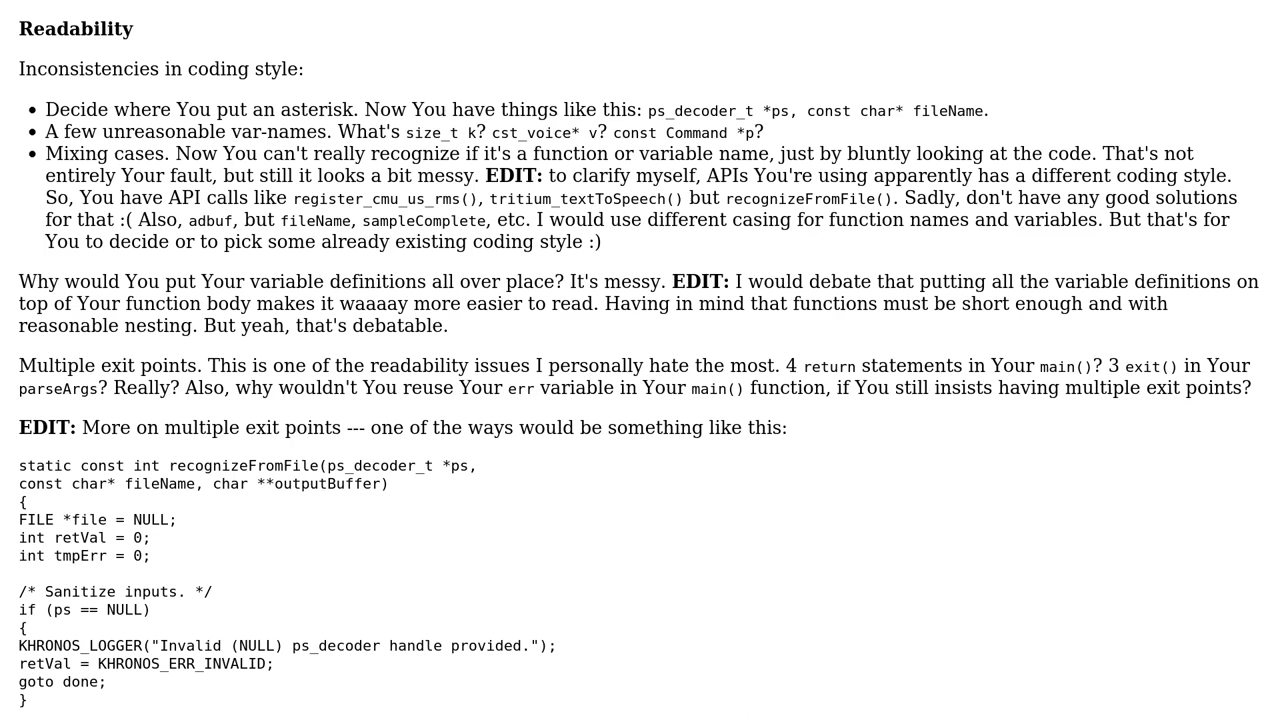 Readability
Inconsistencies in coding style:
• Decide where You put an asterisk. Now You have things like this: ps_decoder_t *ps, const char* fileName.
• A few unreasonable var-names. What's size_t k? cst_voice* v? const Command *p?
• Mixing cases. Now You can't really recognize if it's a function or variable name, just by bluntly looking at the code. That's not
entirely Your fault, but still it looks a bit messy. EDIT: to clarify myself, APIs You're using apparently has a different coding style.
So, You have API calls like register_cmu_us_rms(), tritium_textToSpeech() but recognizeFromFile(). Sadly, don't have any good solutions
for that :( Also, adbuf, but fileName, sampleComplete, etc. I would use different casing for function names and variables. But that's for
You to decide or to pick some already existing coding style :)
Why would You put Your variable definitions all over place? It's messy. EDIT: I would debate that putting all the variable definitions on
top of Your function body makes it waaaay more easier to read. Having in mind that functions must be short enough and with
reasonable nesting. But yeah, that's debatable.
Multiple exit points. This is one of the readability issues I personally hate the most. 4 return statements in Your main()? 3 exit() in Your
parseArgs? Really? Also, why wouldn't You reuse Your err variable in Your main() function, if You still insists having multiple exit points?
EDIT: More on multiple exit points --- one of the ways would be something like this:
static const int recognizeFromFile(ps_decoder_t *ps,
const char* fileName, char **outputBuffer)
{
FILE *file = NULL;
int retVal = 0;
int tmpErr = 0;
/* Sanitize inputs. */
if (ps == NULL)
{
KHRONOS_LOGGER("Invalid (NULL) ps_decoder handle provided.");
retVal = KHRONOS_ERR_INVALID;
goto done;
}